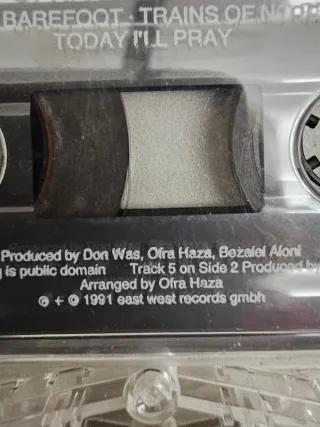 BAREFOOT · TRAINS OF NO
TODAY I'LL PRAY
Produced by Don Was, Ofra Haza, Bezalel Aloni
g is public domain Track 5 on Side 2 Produced by
Arranged by Ofra Haza
℗ + © 1991 east west records gmbh